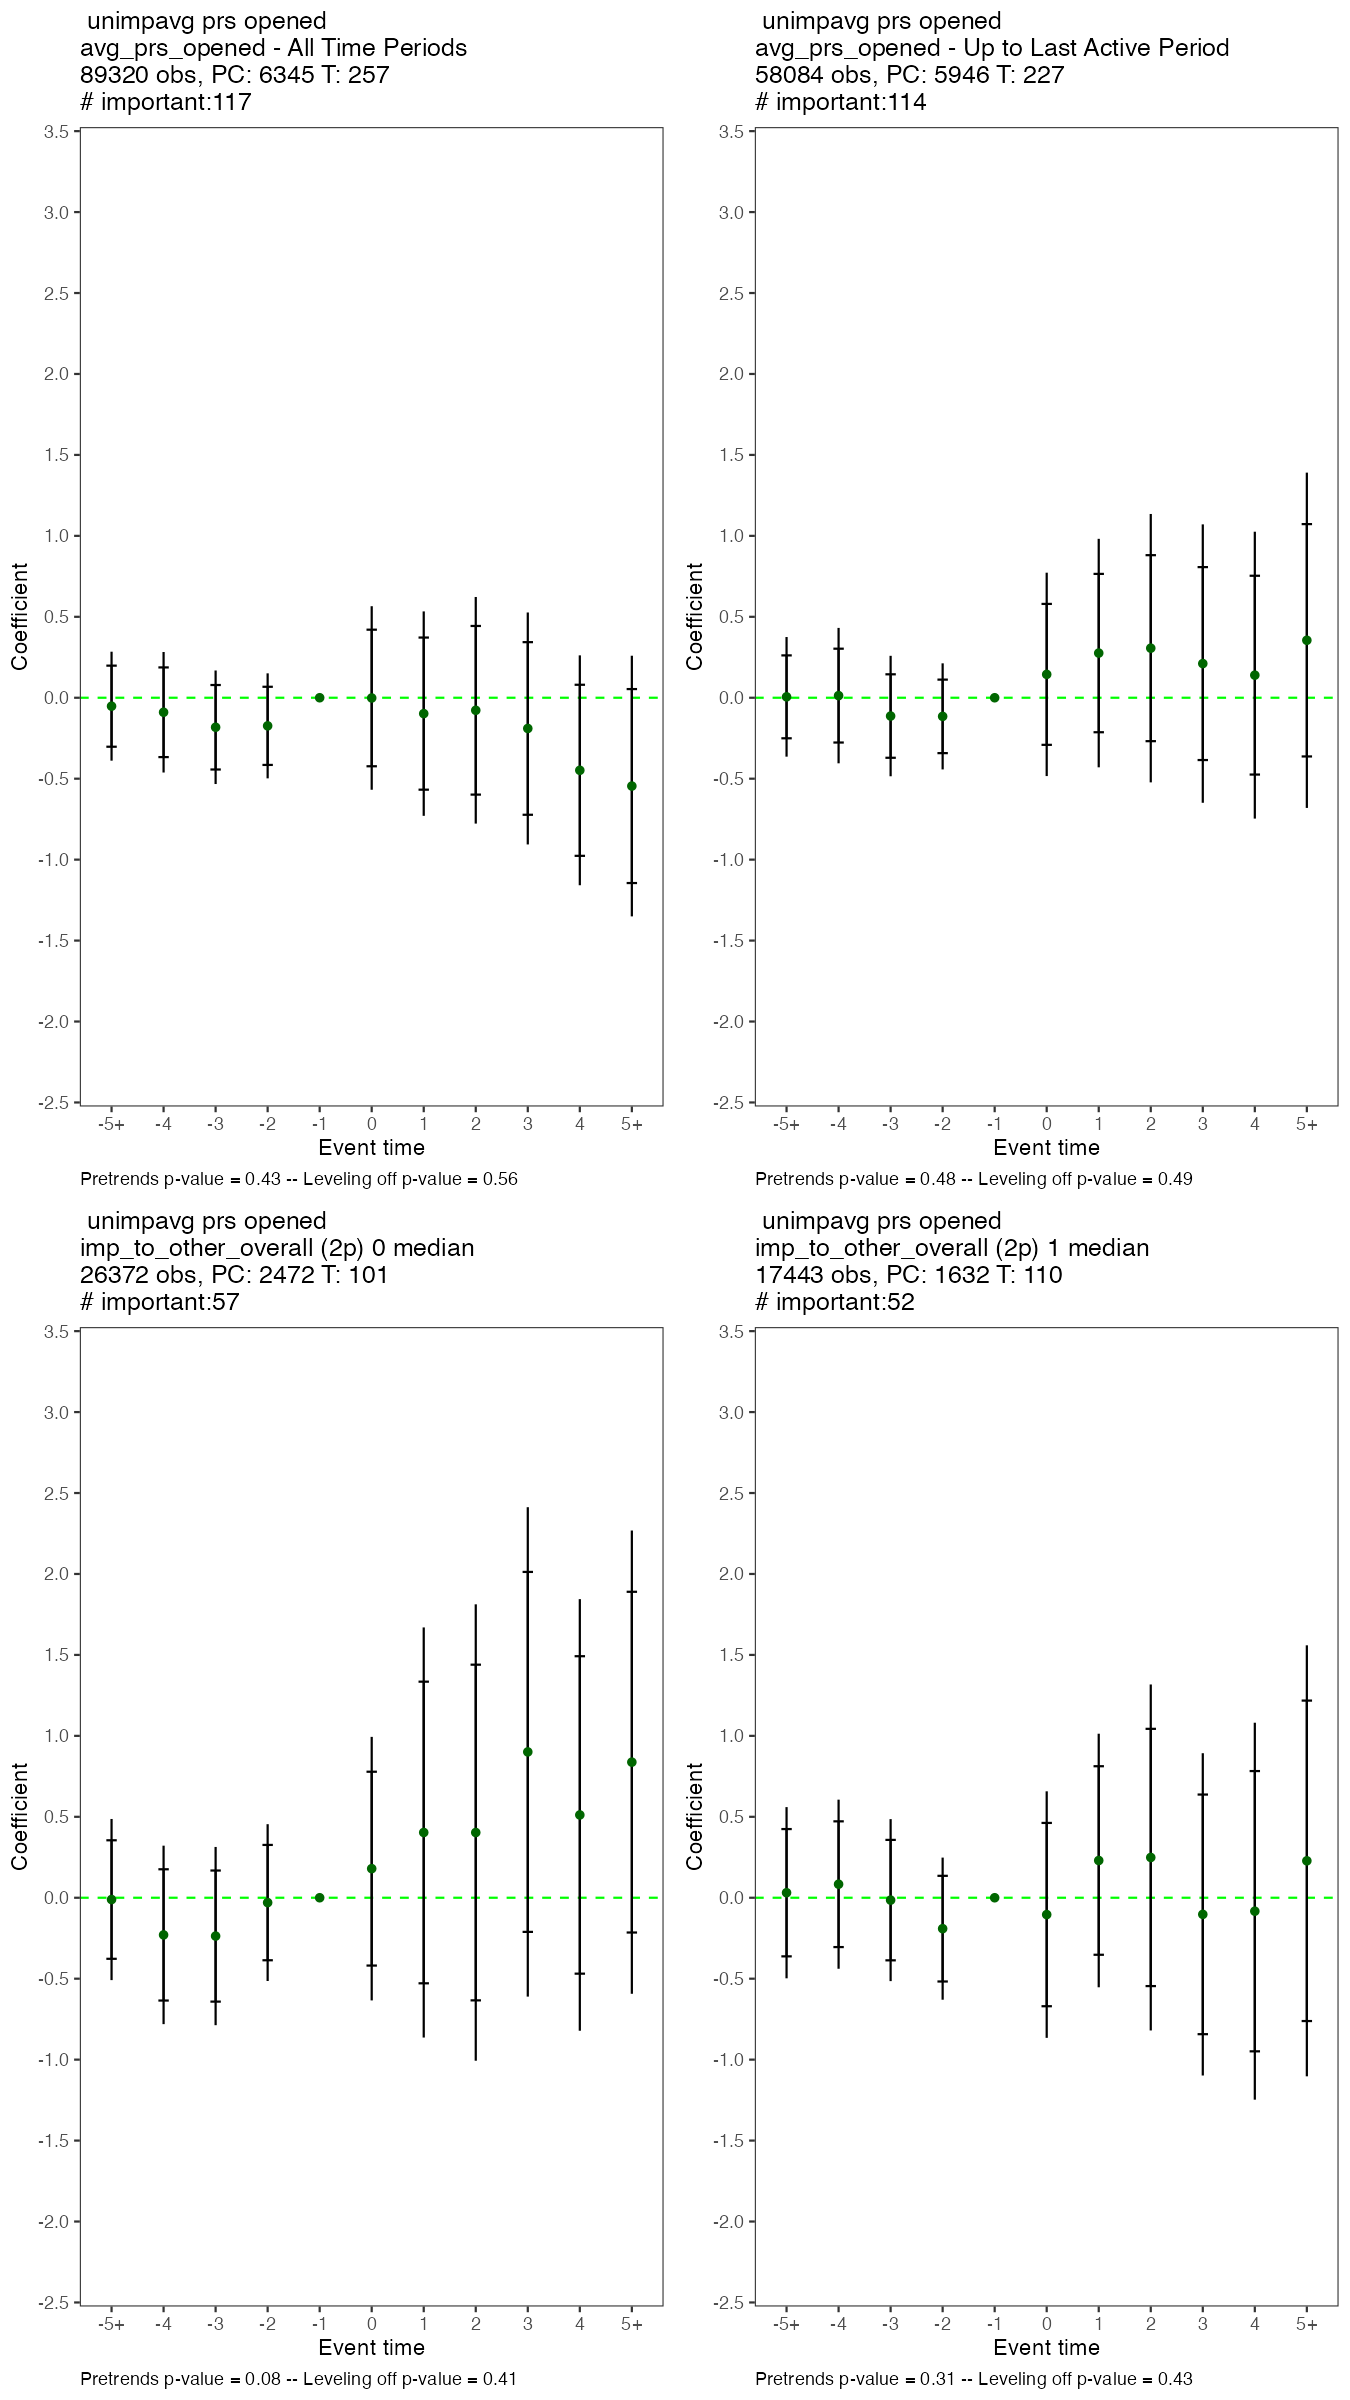 unimpavg prs opened
avg_prs_opened - All Time Periods
89320 obs, PC: 6345 T: 257
# important:117
3.5
3.0
2.5
2.0
1.5
1.0
0.5
0.0
-0.5
-1.0
-1.5
-2.0
-2.5
Coefficient
-5+ -4 -3 -2 -1 0 1 2 3 4 5+
Event time
Pretrends p-value = 0.43 -- Leveling off p-value = 0.56
unimpavg prs opened
avg_prs_opened - Up to Last Active Period
58084 obs, PC: 5946 T: 227
# important:114
3.5
3.0
2.5
2.0
1.5
1.0
0.5
0.0
-0.5
-1.0
-1.5
-2.0
-2.5
Coefficient
-5+ -4 -3 -2 -1 0 1 2 3 4 5+
Event time
Pretrends p-value = 0.48 -- Leveling off p-value = 0.49
unimpavg prs opened
imp_to_other_overall (2p) 0 median
26372 obs, PC: 2472 T: 101
# important:57
3.5
3.0
2.5
2.0
1.5
1.0
0.5
0.0
-0.5
-1.0
-1.5
-2.0
-2.5
Coefficient
-5+ -4 -3 -2 -1 0 1 2 3 4 5+
Event time
Pretrends p-value = 0.08 -- Leveling off p-value = 0.41
unimpavg prs opened
imp_to_other_overall (2p) 1 median
17443 obs, PC: 1632 T: 110
# important:52
3.5
3.0
2.5
2.0
1.5
1.0
0.5
0.0
-0.5
-1.0
-1.5
-2.0
-2.5
Coefficient
-5+ -4 -3 -2 -1 0 1 2 3 4 5+
Event time
Pretrends p-value = 0.31 -- Leveling off p-value = 0.43